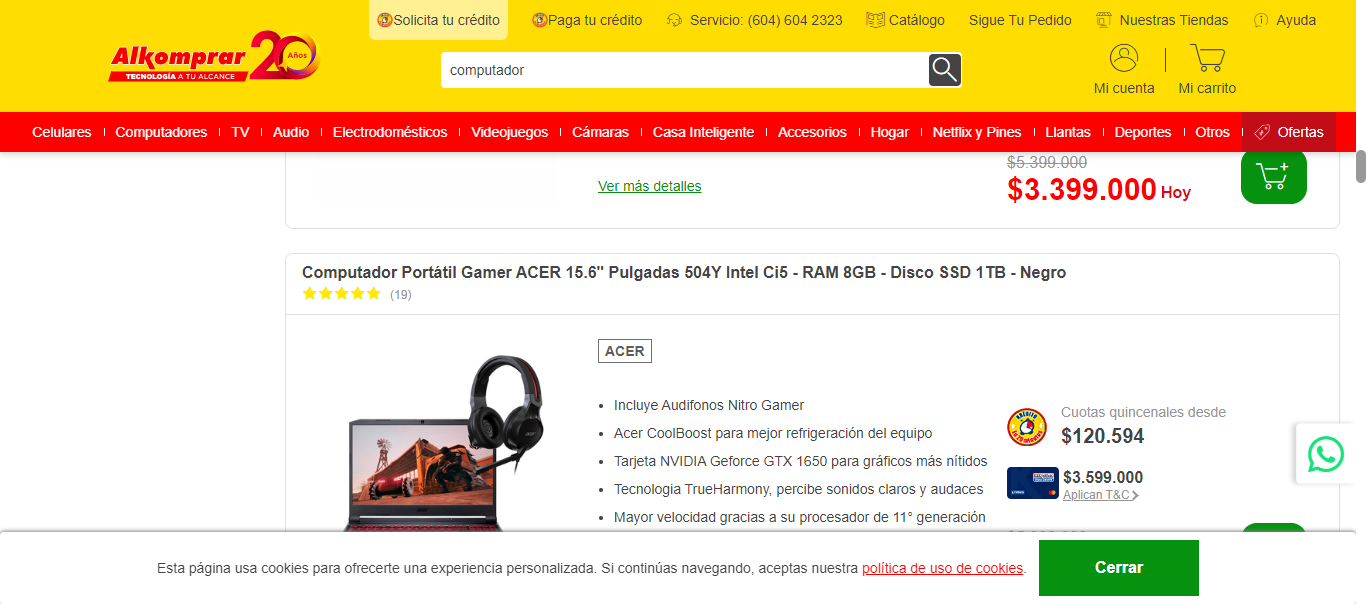 Solicita tu crédito
Paga tu crédito
Servicio: (604) 604 2323
Catálogo
Sigue Tu Pedido
Nuestras Tiendas
Ayuda
Alkomprar 20 Años
TECNOLOGÍA A TU ALCANCE
computador
Mi cuenta
Mi carrito
Celulares
Computadores
TV
Audio
Electrodomésticos
Videojuegos
Cámaras
Casa Inteligente
Accesorios
Hogar
Netflix y Pines
Llantas
Deportes
Otros
Ofertas
$5.399.000
Ver más detalles
$3.399.000 Hoy
Computador Portátil Gamer ACER 15.6" Pulgadas 504Y Intel Ci5 - RAM 8GB - Disco SSD 1TB - Negro
(19)
ACER
• Incluye Audifonos Nitro Gamer
• Acer CoolBoost para mejor refrigeración del equipo
• Tarjeta NVIDIA Geforce GTX 1650 para gráficos más nítidos
• Tecnologia TrueHarmony, percibe sonidos claros y audaces
• Mayor velocidad gracias a su procesador de 11° generación
Cuotas quincenales desde
$120.594
$3.599.000
Aplican T&C
Esta página usa cookies para ofrecerte una experiencia personalizada. Si continúas navegando, aceptas nuestra política de uso de cookies.
Cerrar